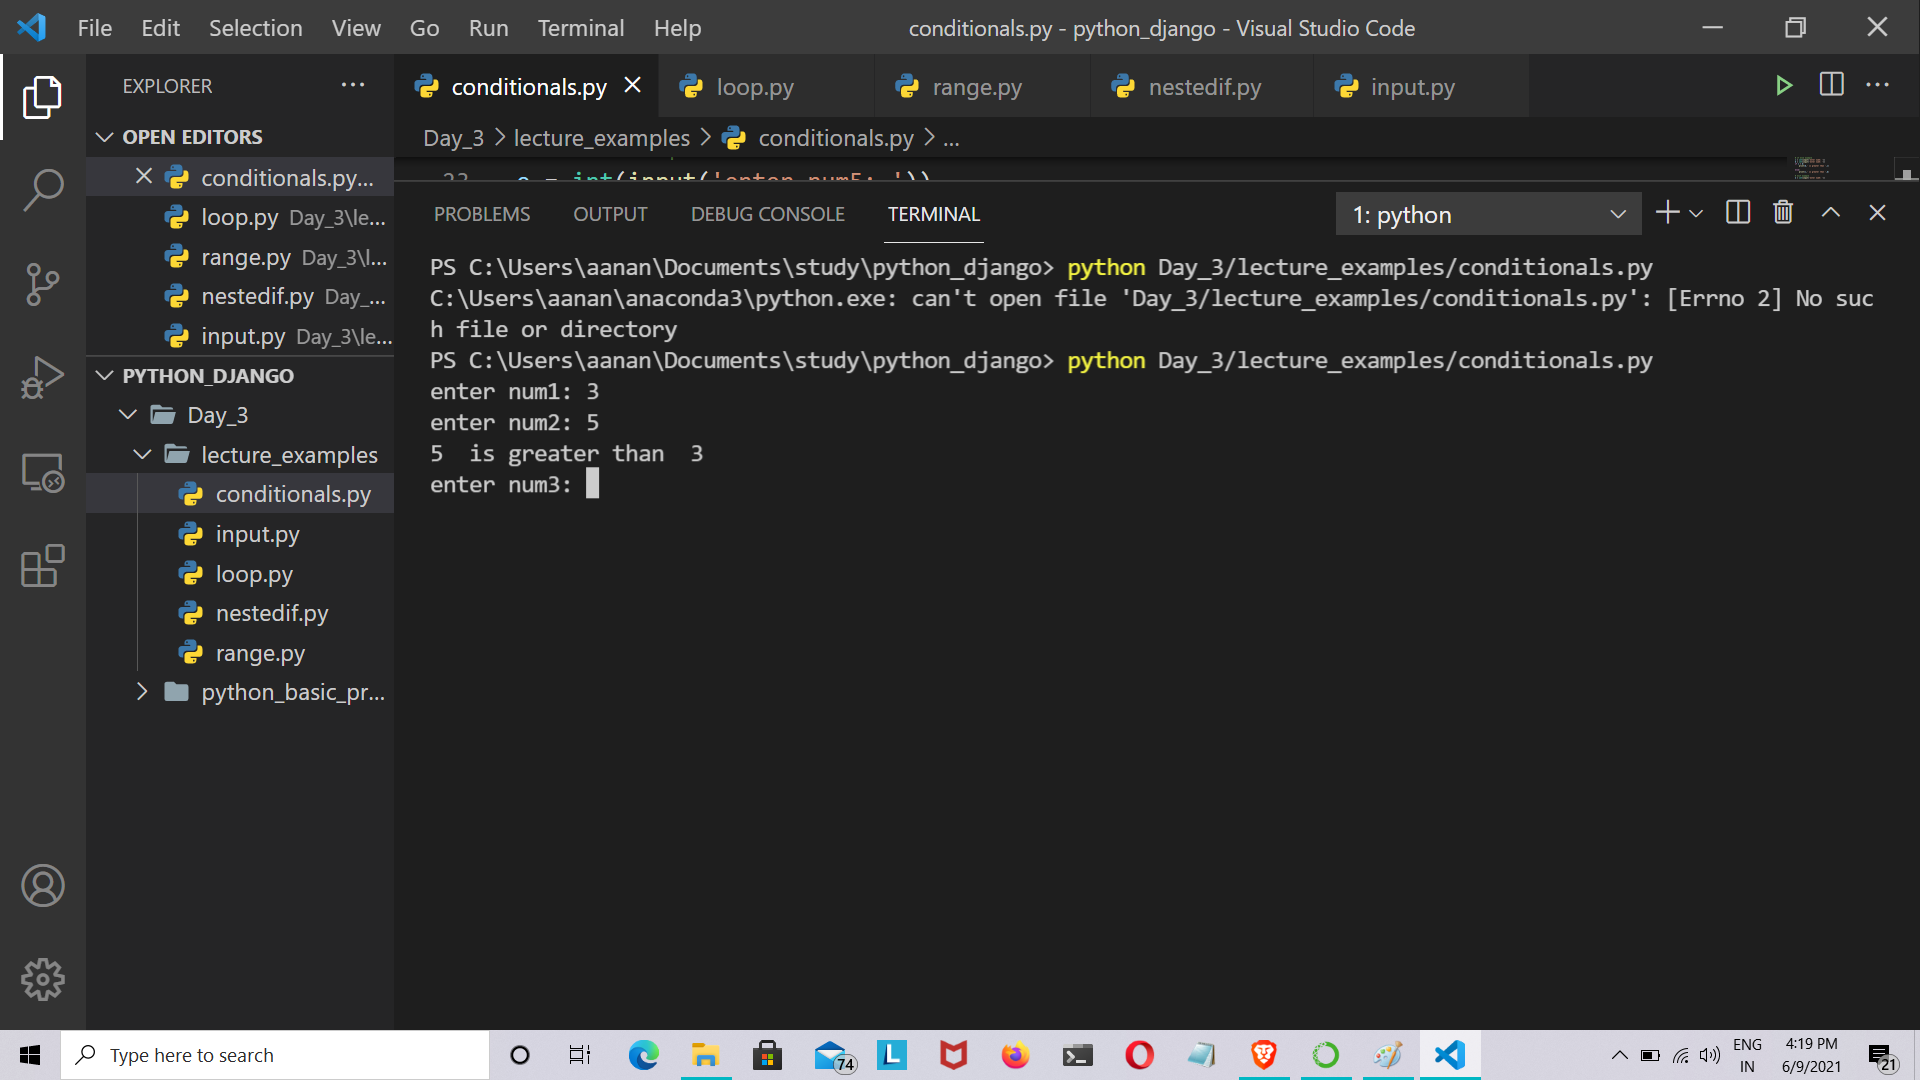 File Edit Selection View Go Run Terminal Help
conditionals.py - python_django - Visual Studio Code
EXPLORER
OPEN EDITORS
conditionals.py...
loop.py Day_3\le...
range.py Day_3\l...
nestedif.py Day_...
input.py Day_3\le...
PYTHON_DJANGO
Day_3
lecture_examples
conditionals.py
input.py
loop.py
nestedif.py
range.py
python_basic_pr...
conditionals.py loop.py range.py nestedif.py input.py
Day_3 > lecture_examples > conditionals.py > ...
23 e = int(input('enter num5: '))
PROBLEMS OUTPUT DEBUG CONSOLE TERMINAL
1: python
PS C:\Users\aanan\Documents\study\python_django> python Day_3/lecture_examples/conditionals.py
C:\Users\aanan\anaconda3\python.exe: can't open file 'Day_3/lecture_examples/conditionals.py': [Errno 2] No suc
h file or directory
PS C:\Users\aanan\Documents\study\python_django> python Day_3/lecture_examples/conditionals.py
enter num1: 3
enter num2: 5
5  is greater than  3
enter num3:
Type here to search
74
L
ENG
IN
4:19 PM
6/9/2021
21